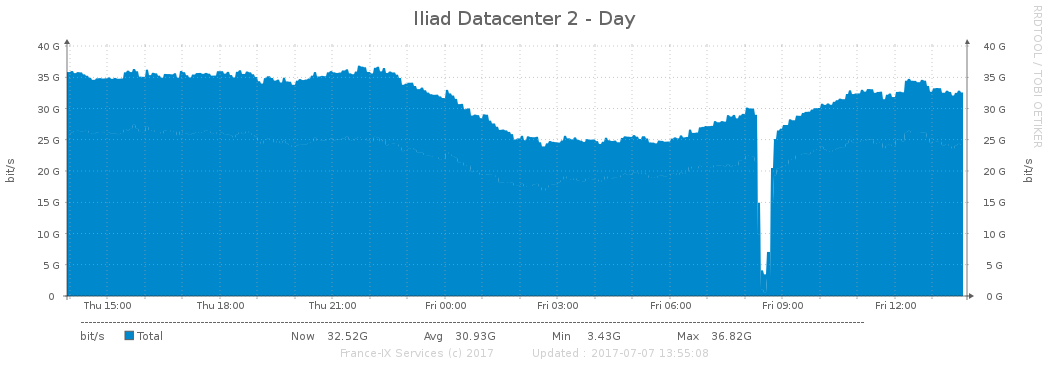 Iliad Datacenter 2 - Day
RRDTOOL / TOBI OETIKER
40 G 40 G
35 G 35 G
30 G 30 G
25 G 25 G
20 G 20 G
15 G 15 G
10 G 10 G
5 G 5 G
0 0 G
bit/s bit/s
Thu 15:00 Thu 18:00 Thu 21:00 Fri 00:00 Fri 03:00 Fri 06:00 Fri 09:00 Fri 12:00
bit/s Total Now 32.52G Avg 30.93G Min 3.43G Max 36.82G
France-IX Services (c) 2017 Updated : 2017-07-07 13:55:08